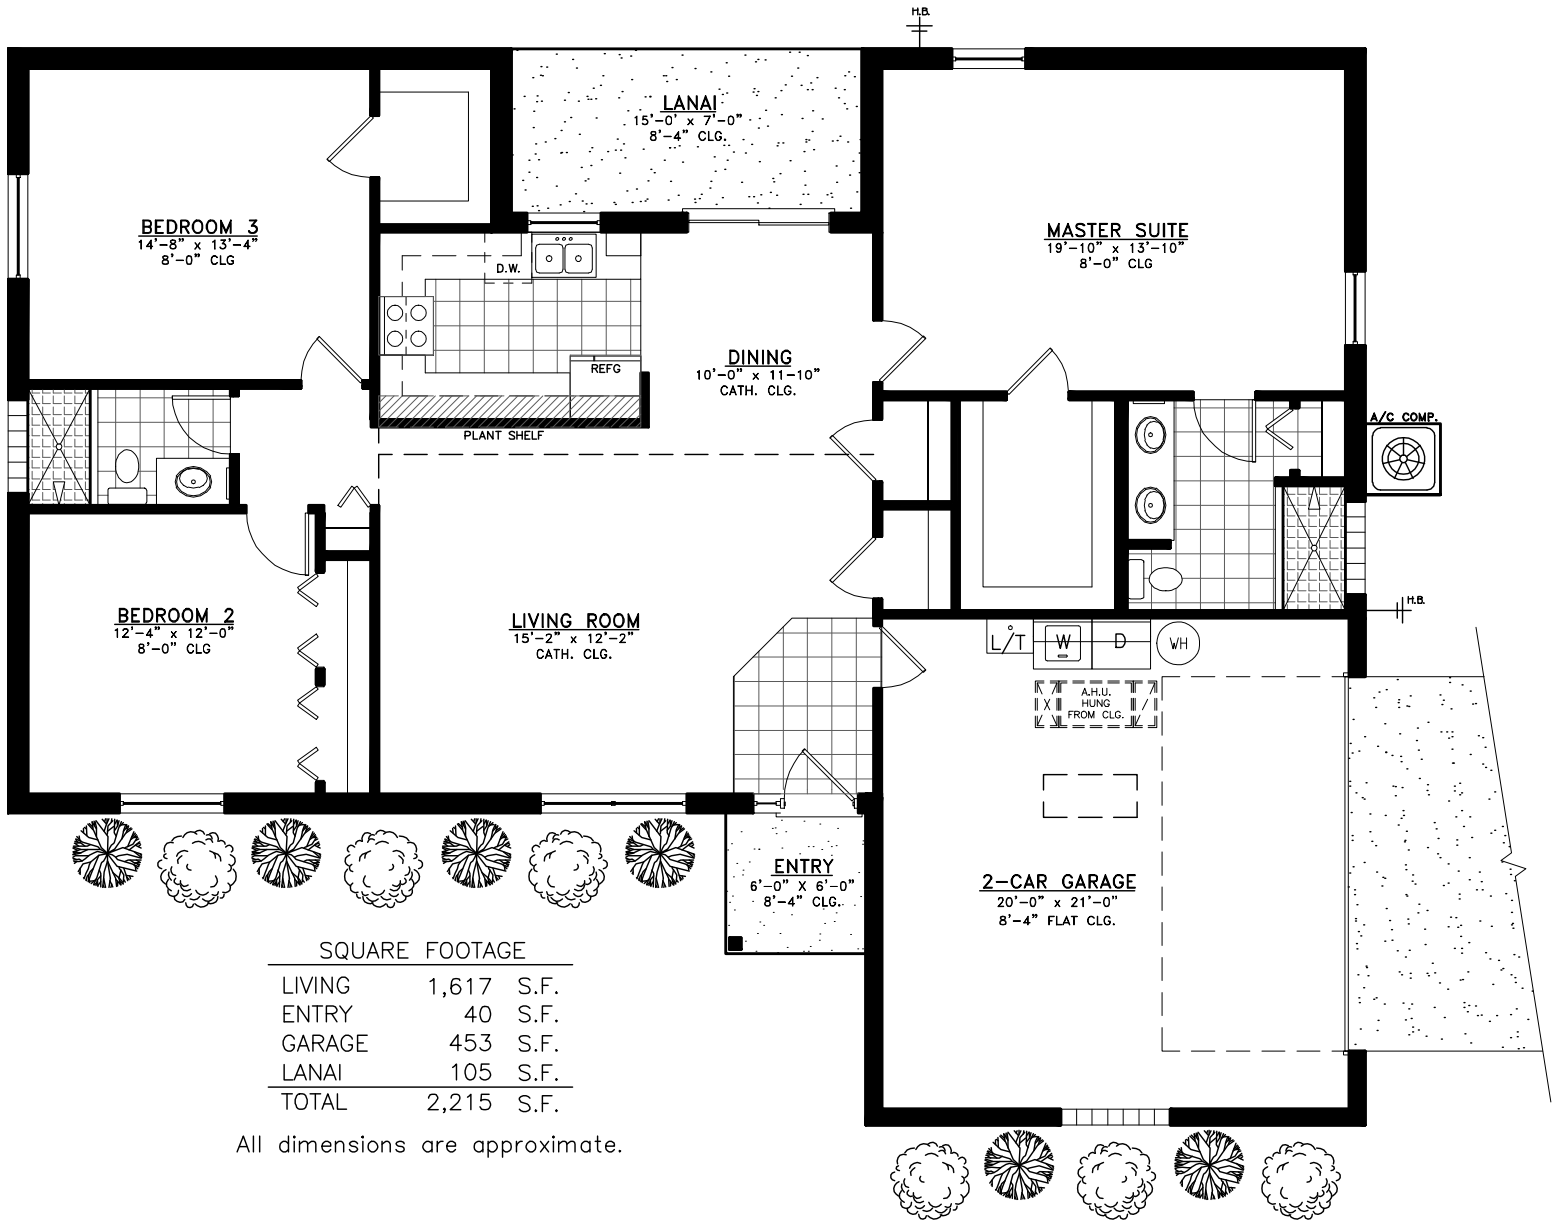 H.B.
LANAI
15'-0' x 7'-0"
8'-4" CLG.
BEDROOM 3
14'-8" x 13'-4"
8'-0" CLG
MASTER SUITE
19'-10" x 13'-10"
8'-0" CLG
D.W.
REFG
DINING
10'-0" x 11-10"
CATH. CLG.
PLANT SHELF
A/C COMP.
H.B.
BEDROOM 2
12'-4" x 12'-0"
8'-0" CLG
LIVING ROOM
15'-2" x 12'-2"
CATH. CLG.
L/T
W
D
WH
A.H.U.
HUNG
FROM CLG.
ENTRY
6'-0" X 6'-0"
8'-4" CLG.
2-CAR GARAGE
20'-0" x 21'-0"
8'-4" FLAT CLG.
SQUARE FOOTAGE
LIVING 1,617 S.F.
ENTRY 40 S.F.
GARAGE 453 S.F.
LANAI 105 S.F.
TOTAL 2,215 S.F.
All dimensions are approximate.